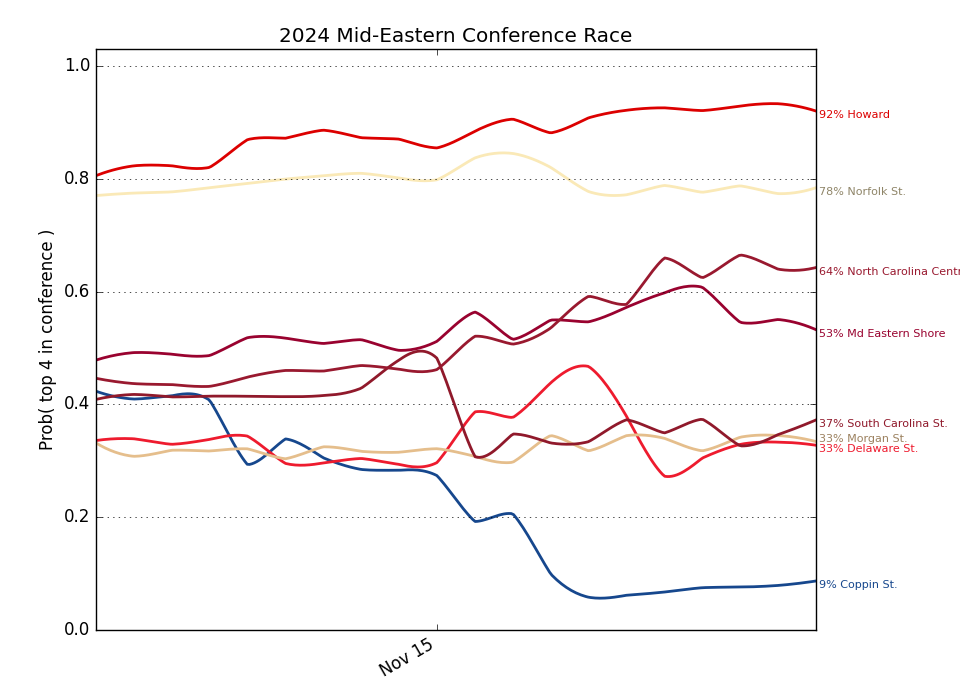 2024 Mid-Eastern Conference Race
Prob( top 4 in conference )
1.0
0.8
0.6
0.4
0.2
0.0
Nov 15
92% Howard
78% Norfolk St.
64% North Carolina Centr
53% Md Eastern Shore
37% South Carolina St.
33% Morgan St.
33% Delaware St.
9% Coppin St.